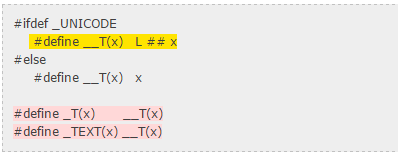 #ifdef _UNICODE
#define __T(x) L ## x
#else
#define __T(x) x
#define _T(x) __T(x)
#define _TEXT(x) __T(x)